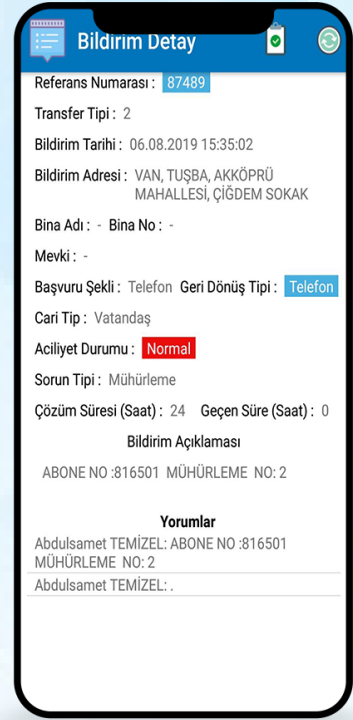 Bildirim Detay
Referans Numarası : 87489
Transfer Tipi : 2
Bildirim Tarihi : 06.08.2019 15:35:02
Bildirim Adresi : VAN, TUŞBA, AKKÖPRÜ
MAHALLESİ, ÇİĞDEM SOKAK
Bina Adı : - Bina No : -
Mevki : -
Başvuru Şekli : Telefon Geri Dönüş Tipi : Telefon
Cari Tip : Vatandaş
Aciliyet Durumu : Normal
Sorun Tipi : Mühürleme
Çözüm Süresi (Saat) : 24 Geçen Süre (Saat) : 0
Bildirim Açıklaması
ABONE NO :816501 MÜHÜRLEME NO: 2
Yorumlar
Abdulsamet TEMİZEL: ABONE NO :816501
MÜHÜRLEME NO: 2
Abdulsamet TEMİZEL: .